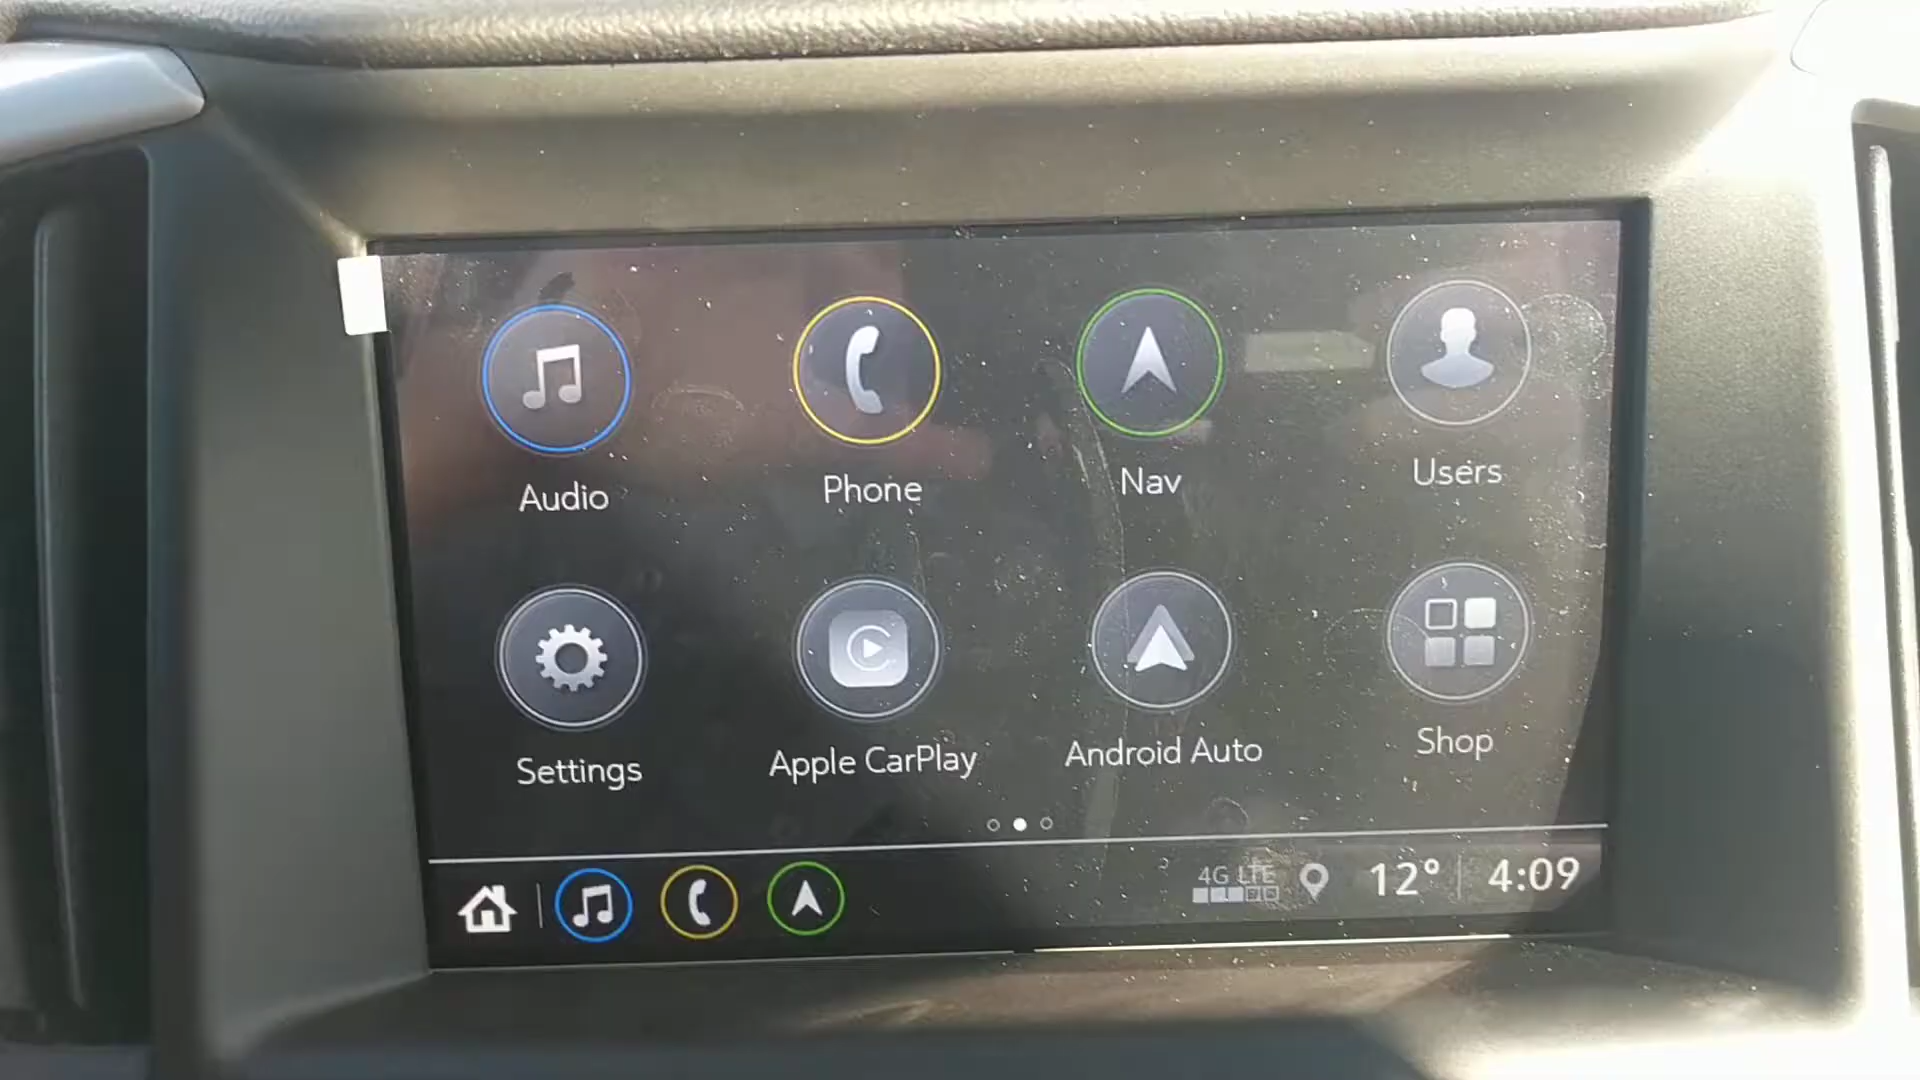 Audio
Phone
Nav
Users
Settings
Apple CarPlay
Android Auto
Shop
4G LTE
12°
4:09